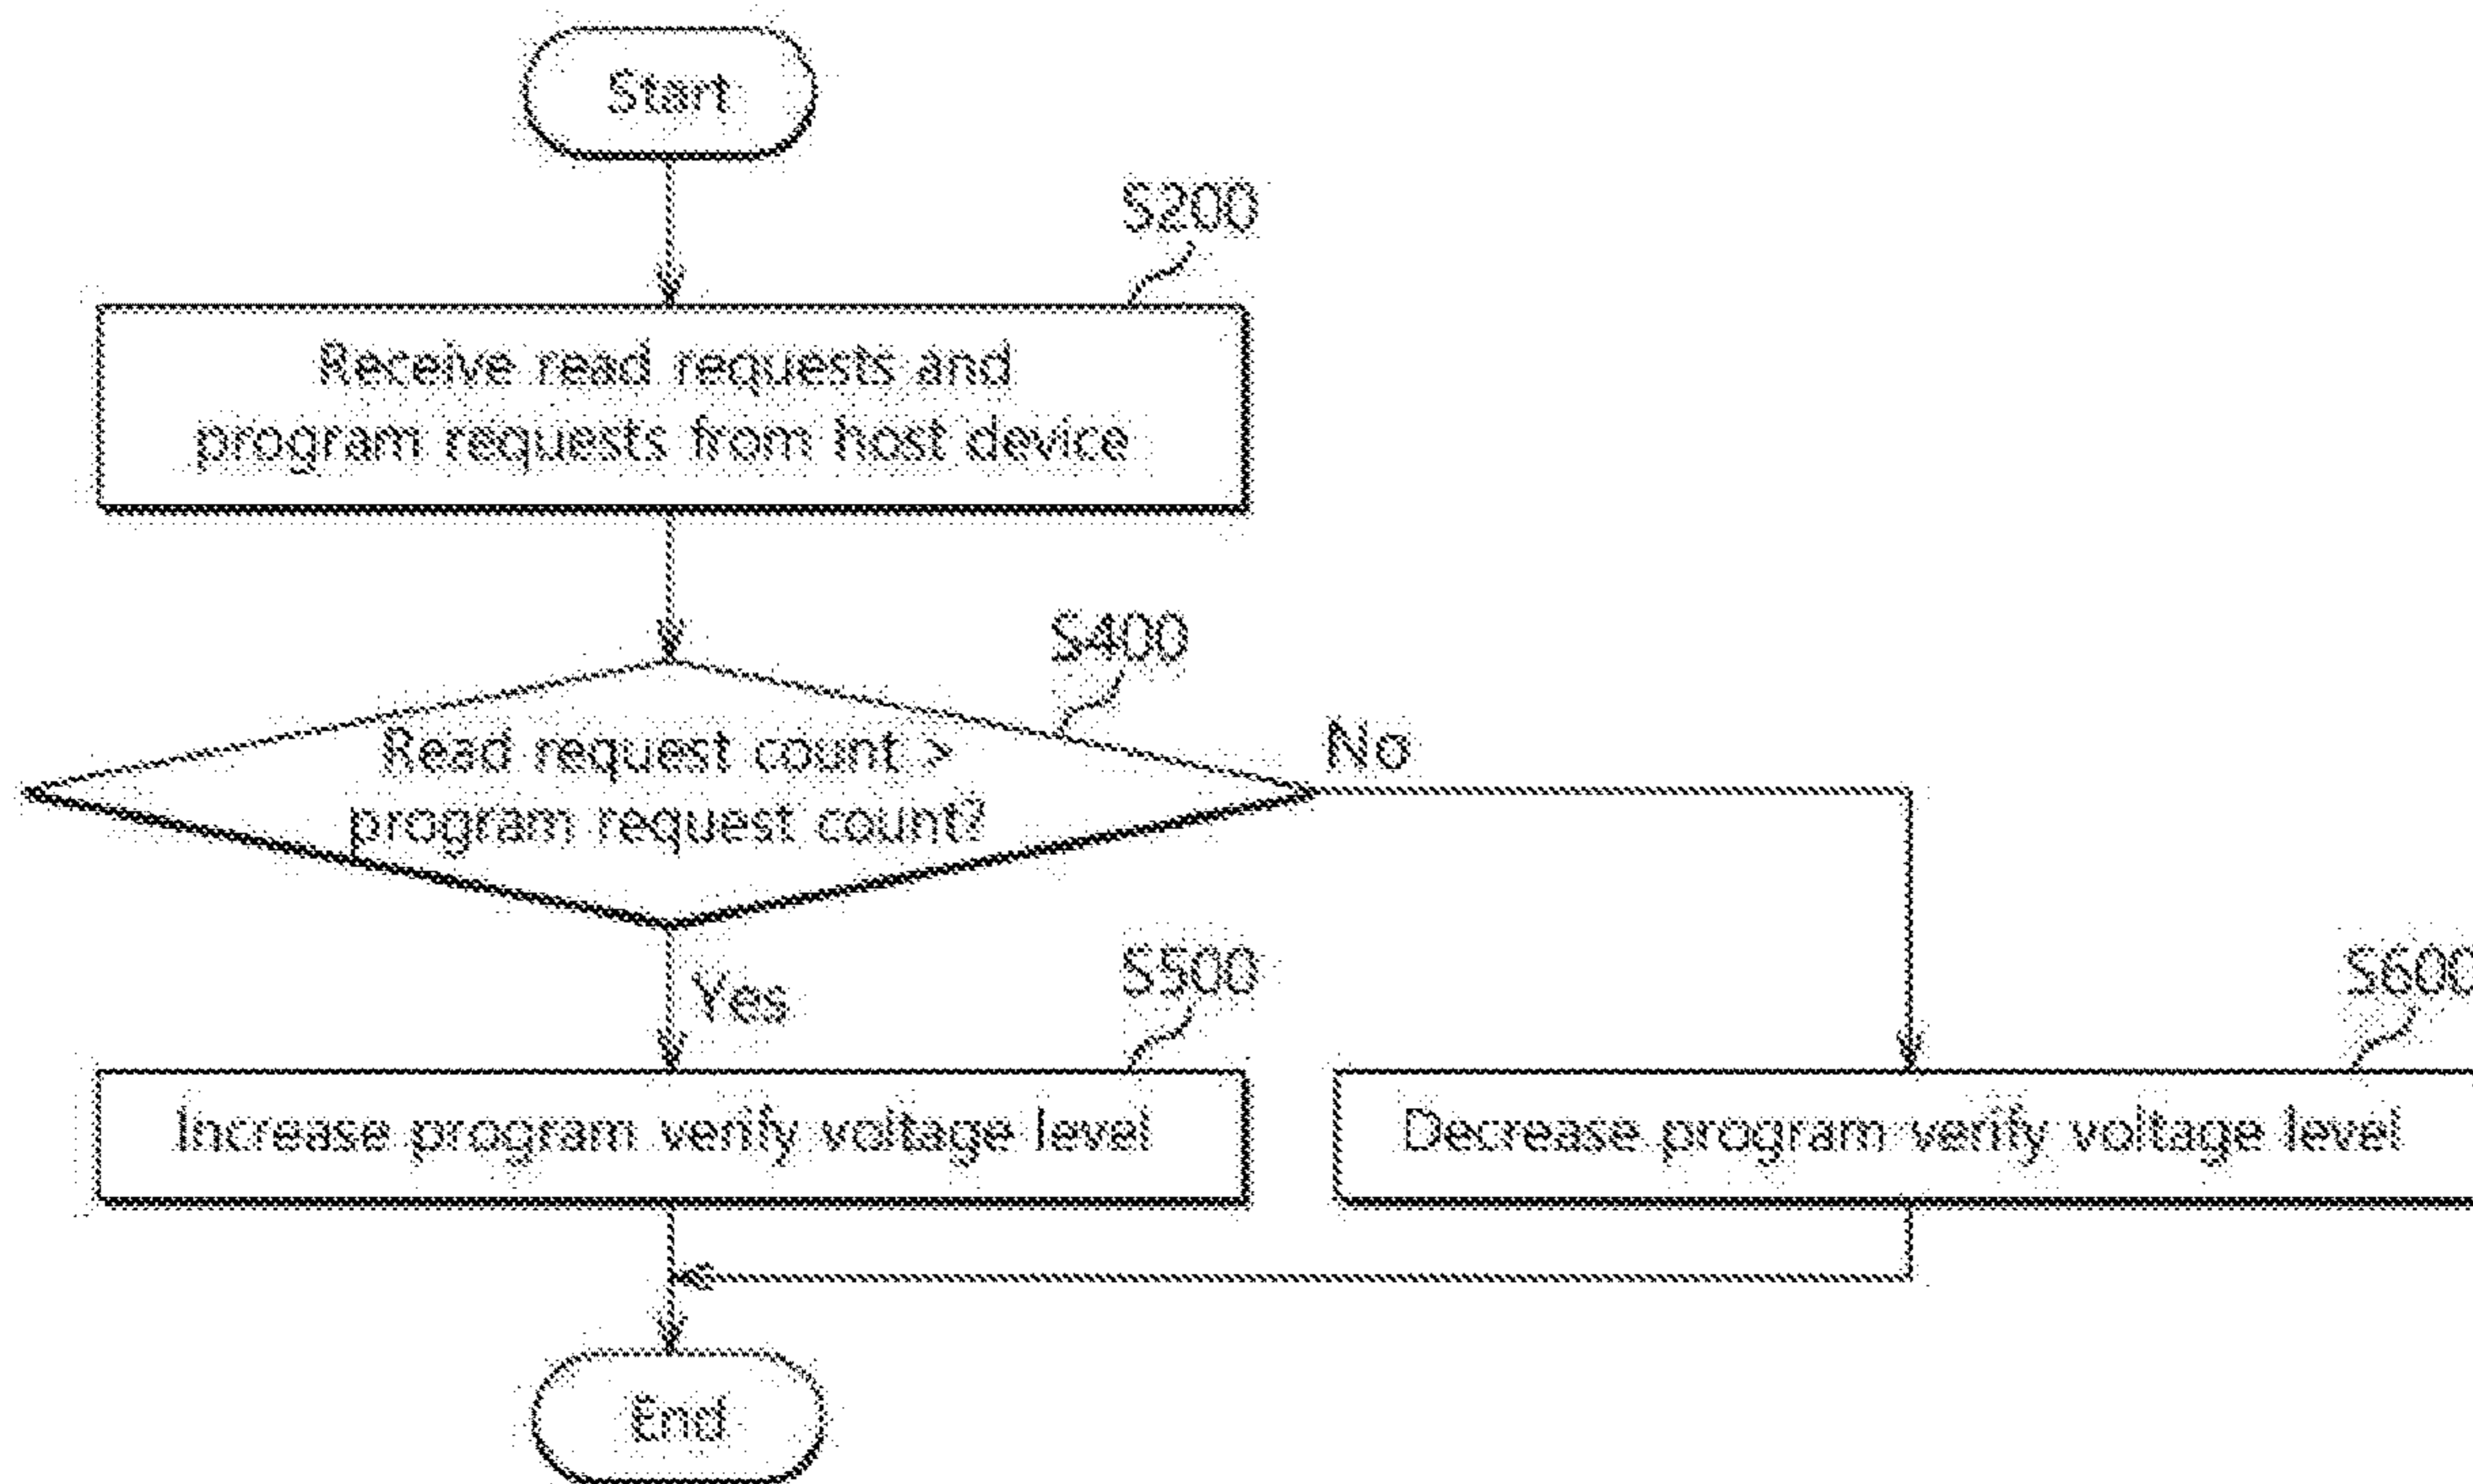 Start
S200
Receive read requests and
program requests from host device
S400
Read request count >
program request count?
No
Yes
S500
S600
Increase program verify voltage level
Decrease program verify voltage level
End